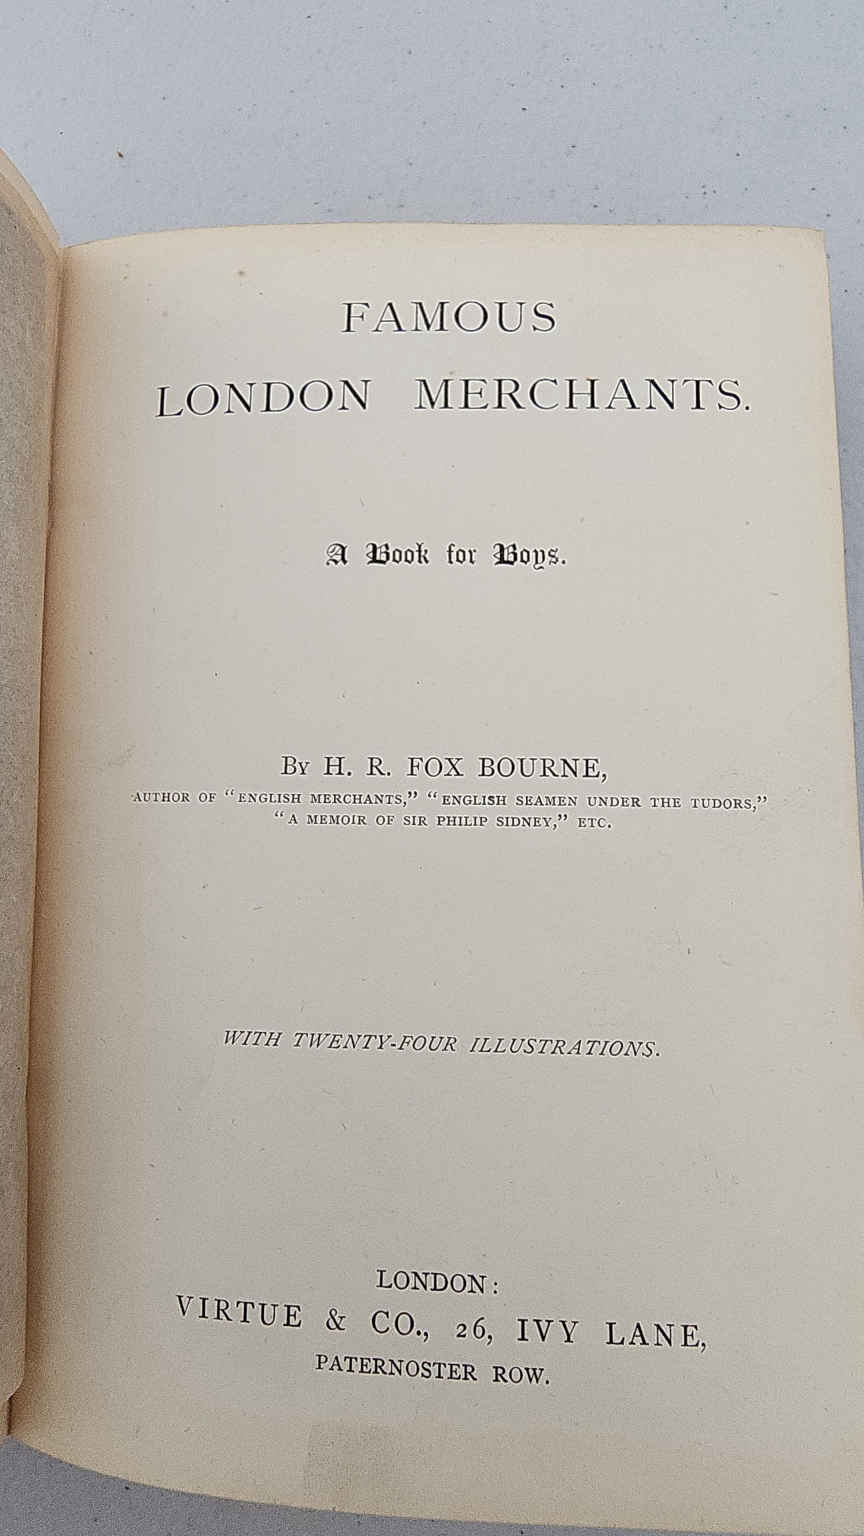 FAMOUS
LONDON MERCHANTS.
A Book for Boys.
By H. R. FOX BOURNE,
AUTHOR OF “ENGLISH MERCHANTS,” “ENGLISH SEAMEN UNDER THE TUDORS,”
“A MEMOIR OF SIR PHILIP SIDNEY,” ETC.
WITH TWENTY-FOUR ILLUSTRATIONS.
LONDON:
VIRTUE & CO., 26, IVY LANE,
PATERNOSTER ROW.